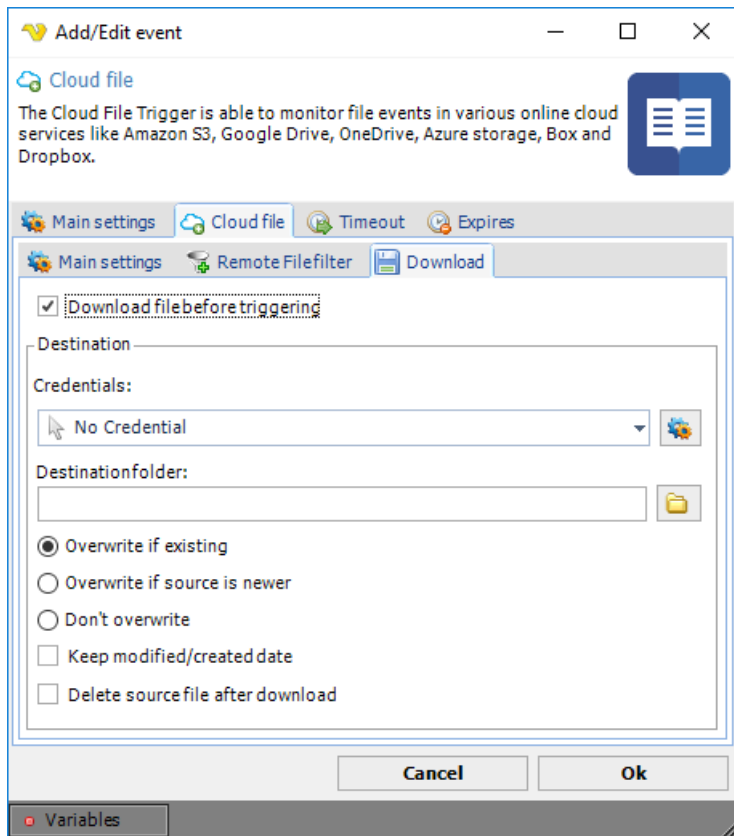 Add/Edit event
Cloud file
The Cloud File Trigger is able to monitor file events in various online cloud
services like Amazon S3, Google Drive, OneDrive, Azure storage, Box and
Dropbox.
Main settings Cloud file Timeout Expires
Main settings Remote Filefilter Download
Download file before triggering
Destination
Credentials:
No Credential
Destination folder:
Overwrite if existing
Overwrite if source is newer
Don't overwrite
Keep modified/created date
Delete source file after download
Cancel Ok
Variables